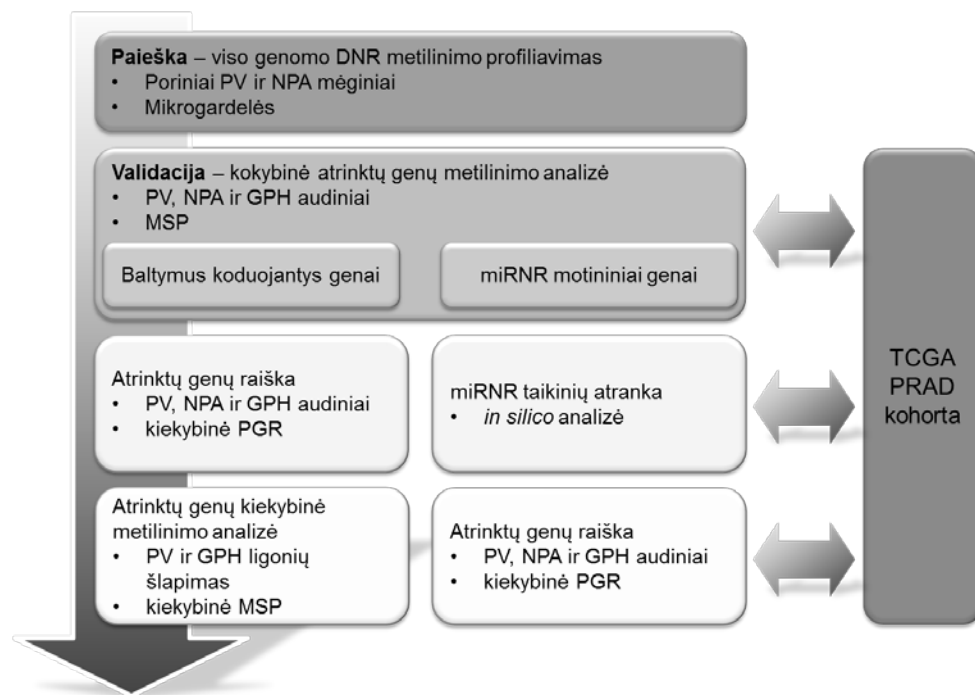 Paieška – viso genomo DNR metilinimo profiliavimas
• Poriniai PV ir NPA mėginiai
• Mikrogardelės
Validacija – kokybinė atrinktų genų metilinimo analizė
• PV, NPA ir GPH audiniai
• MSP
Baltymus koduojantys genai
miRNR motininiai genai
Atrinktų genų raiška
• PV, NPA ir GPH audiniai
• kiekybinė PGR
miRNR taikinių atranka
• in silico analizė
Atrinktų genų kiekybinė
metilinimo analizė
• PV ir GPH ligonių
šlapimas
• kiekybinė MSP
Atrinktų genų raiška
• PV, NPA ir GPH audiniai
• kiekybinė PGR
TCGA
PRAD
kohorta